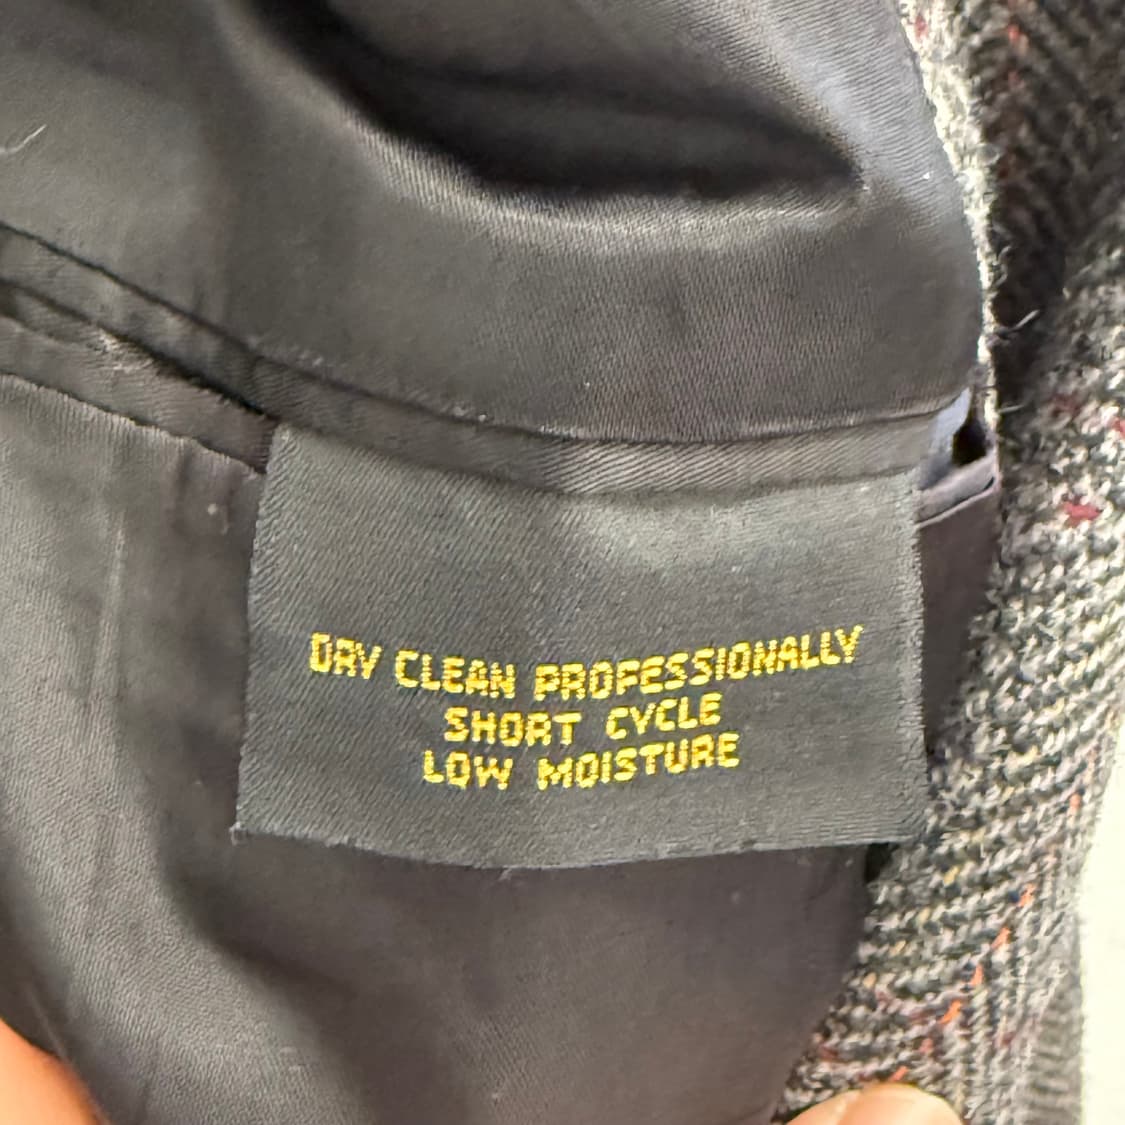 DRY CLEAN PROFESSIONALLY
SHORT CYCLE
LOW MOISTURE